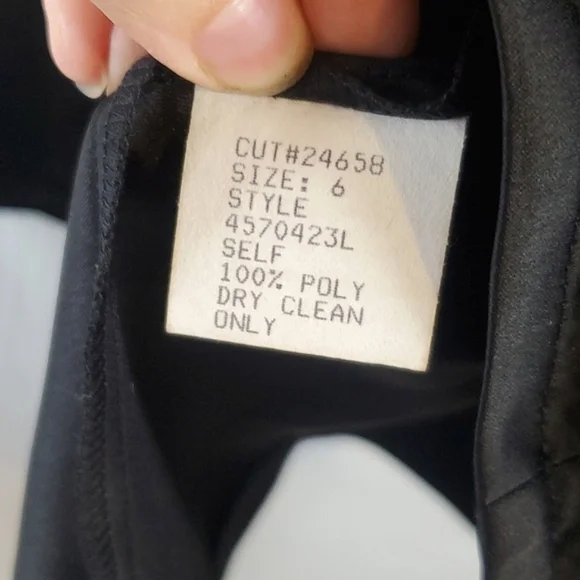 CUT#24658
SIZE: 6
STYLE
4570423L
SELF
100% POLY
DRY CLEAN
ONLY